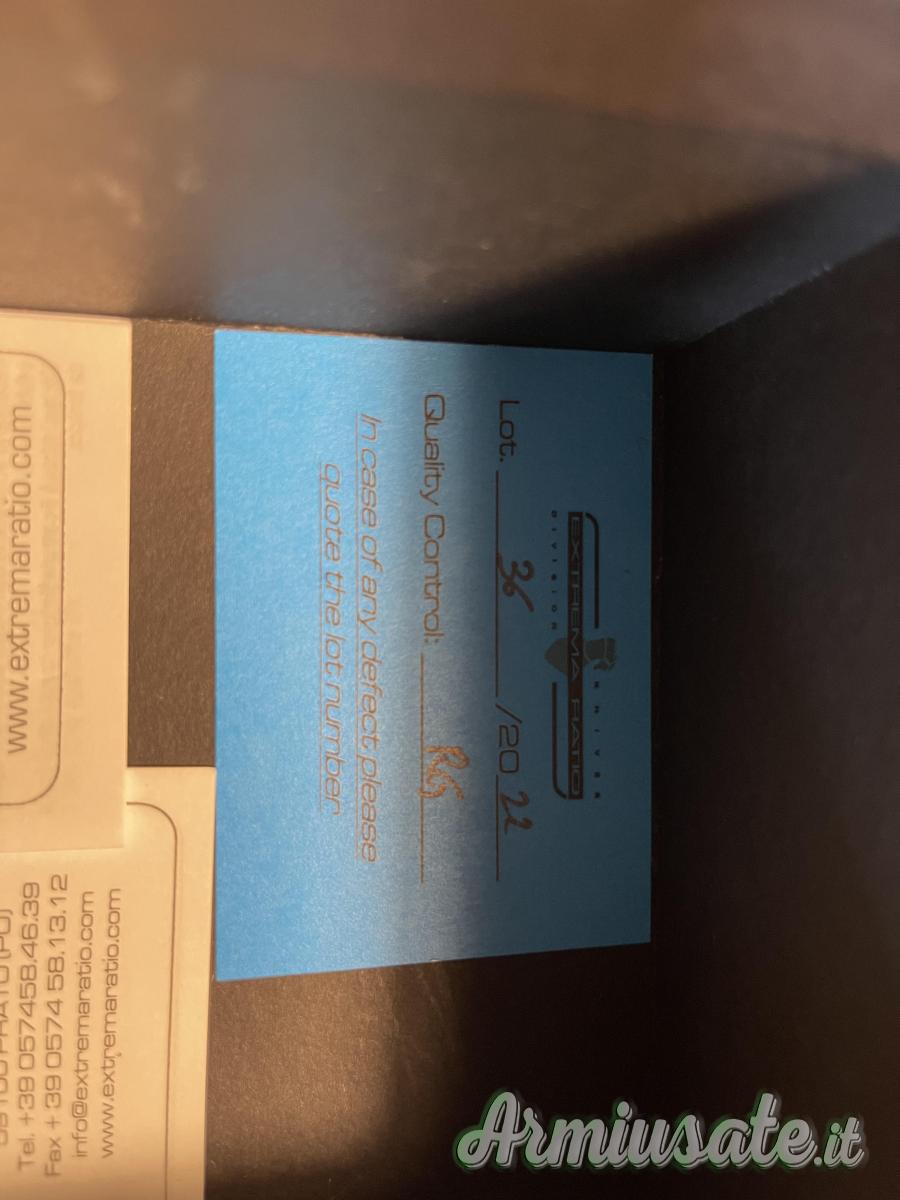 EXTREMA RATIO
DIVISION
Lot. 36 /20 22
Quality Control:
In case of any defect please
quote the lot number
www.extremaratio.com
Tel. +39 057458.46.39
Fax + 39 0574 58.13.12
info@extremaratio.com
www.extremaratio.com
Armiusate.it